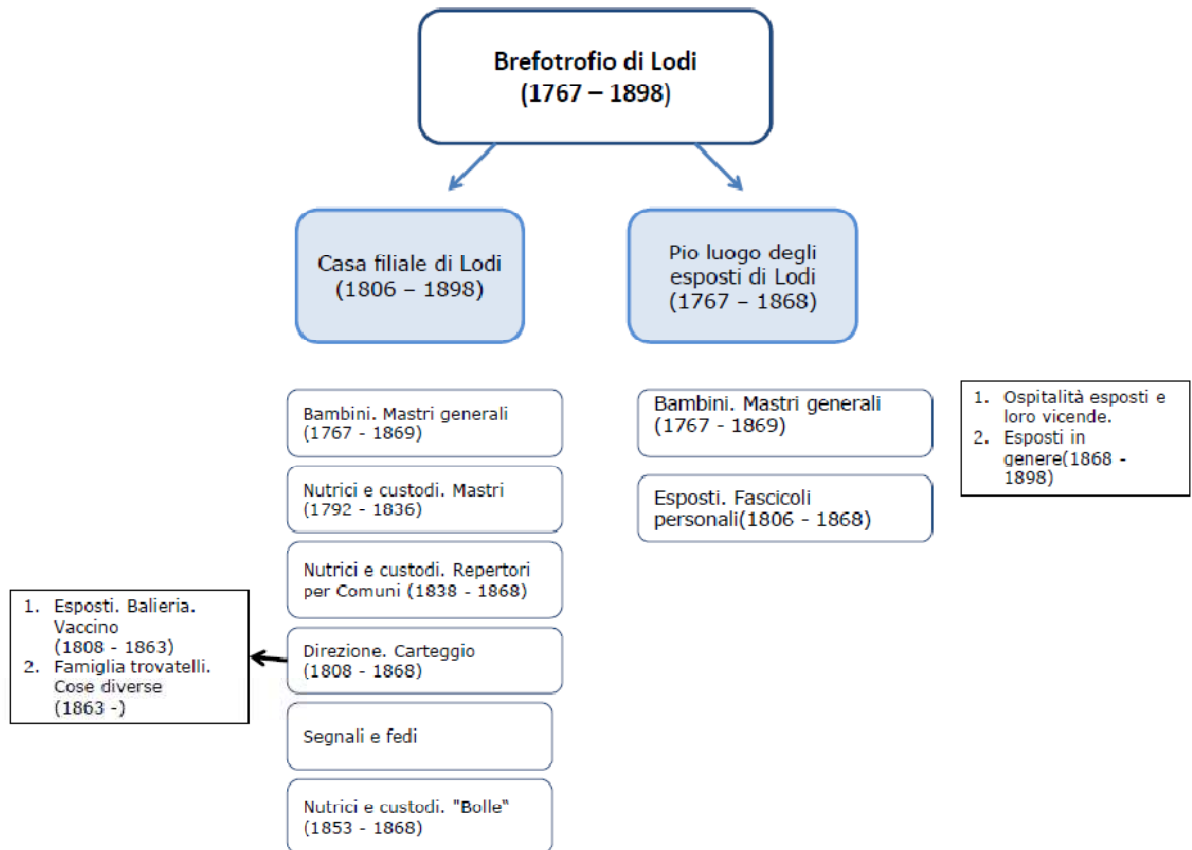 Brefotrofio di Lodi
(1767 – 1898)
Casa filiale di Lodi
(1806 – 1898)
Pio luogo degli
esposti di Lodi
(1767 – 1868)
Bambini. Mastri generali
(1767 - 1869)
Nutrici e custodi. Mastri
(1792 - 1836)
Nutrici e custodi. Repertori
per Comuni (1838 - 1868)
Direzione. Carteggio
(1808 - 1868)
Segnali e fedi
Nutrici e custodi. "Bolle"
(1853 - 1868)
1. Esposti. Balieria.
Vaccino
(1808 - 1863)
2. Famiglia trovatelli.
Cose diverse
(1863 -)
Bambini. Mastri generali
(1767 - 1869)
Esposti. Fascicoli
personali(1806 - 1868)
1. Ospitalità esposti e
loro vicende.
2. Esposti in
genere(1868 -
1898)